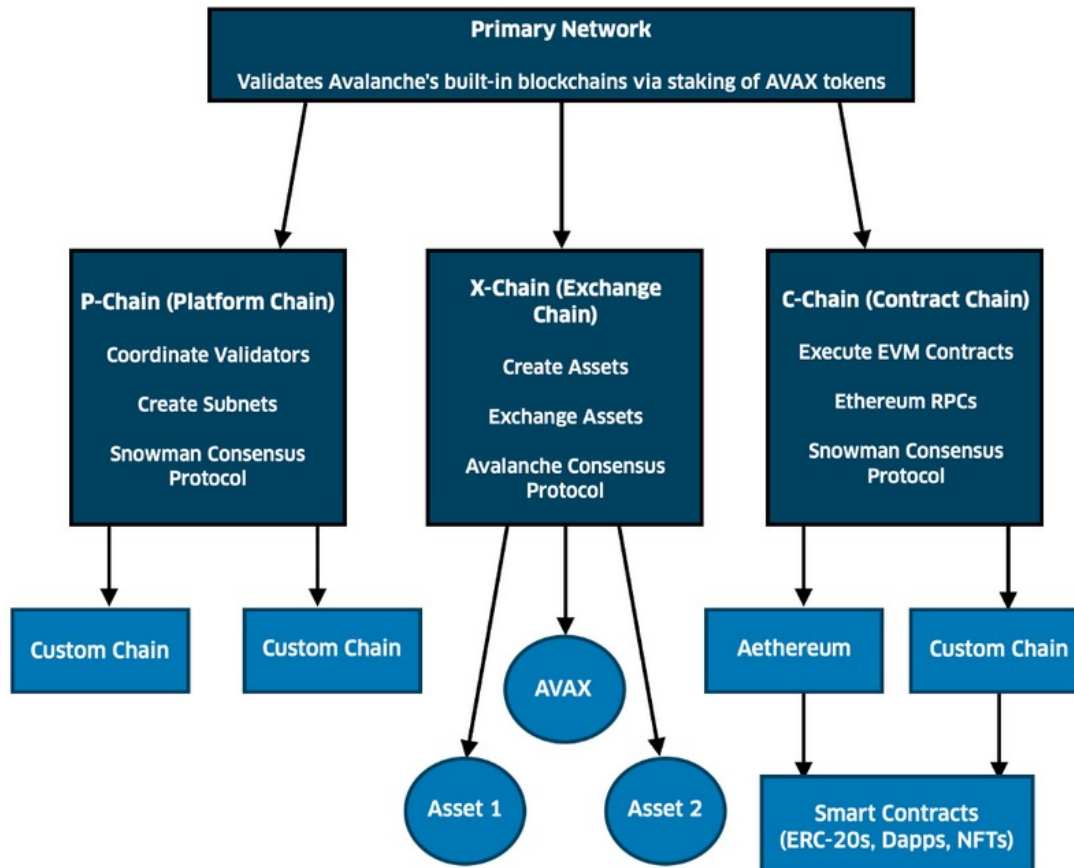 Primary Network
Validates Avalanche's built-in blockchains via staking of AVAX tokens
P-Chain (Platform Chain)
Coordinate Validators
Create Subnets
Snowman Consensus
Protocol
X-Chain (Exchange
Chain)
Create Assets
Exchange Assets
Avalanche Consensus
Protocol
C-Chain (Contract Chain)
Execute EVM Contracts
Ethereum RPCs
Snowman Consensus
Protocol
Custom Chain
Custom Chain
AVAX
Asset 1
Asset 2
Aethereum
Custom Chain
Smart Contracts
(ERC-20s, Dapps, NFTs)